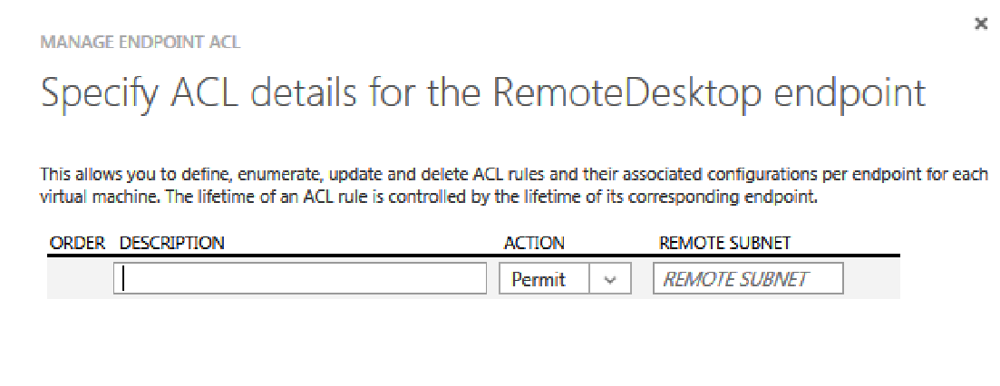 MANAGE ENDPOINT ACL
Specify ACL details for the RemoteDesktop endpoint
This allows you to define, enumerate, update and delete ACL rules and their associated configurations per endpoint for each
virtual machine. The lifetime of an ACL rule is controlled by the lifetime of its corresponding endpoint.
ORDER DESCRIPTION ACTION REMOTE SUBNET
Permit REMOTE SUBNET